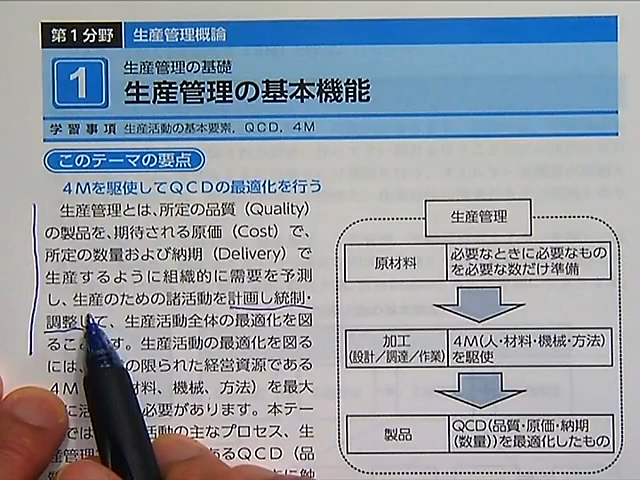 第1分野 生産管理概論
1
生産管理の基礎
生産管理の基本機能
学習事項 生産活動の基本要素，QCD，4M
このテーマの要点
4Mを駆使してQCDの最適化を行う
生産管理とは、所定の品質（Quality）
の製品を、期待される原価（Cost）で、
所定の数量および納期（Delivery）で
生産するように組織的に需要を予測
し、生産のための諸活動を計画し統制・
調整して、生産活動全体の最適化を図
るこ す。生産活動の最適化を図る
には、 の限られた経営資源である
4M 材料、機械、方法）を最大
に活 必要があります。本テー
では 活動の主なプロセス、生
産管理 あるQCD（品
に触
生産管理
原材料 必要なときに必要なもの
を必要な数だけ準備
加工
（設計／調達／作業）
4M（人・材料・機械・方法）
を駆使
製品
QCD（品質・原価・納期
（数量））を最適化したもの